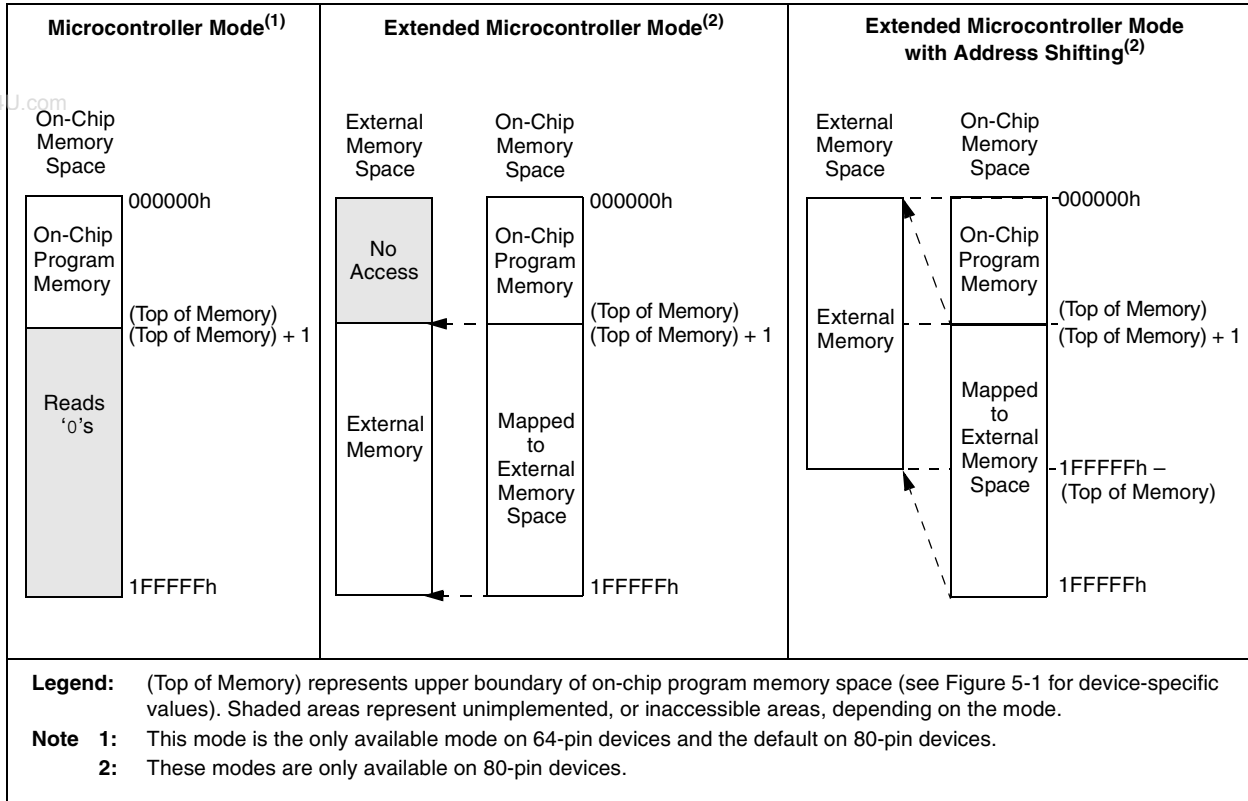 Microcontroller Mode(1)
4U.com
On-Chip
Memory
Space
000000h
On-Chip
Program
Memory
(Top of Memory)
(Top of Memory) + 1
Reads
‘0’s
1FFFFFh
Extended Microcontroller Mode(2)
External
Memory
Space
On-Chip
Memory
Space
000000h
No
Access
On-Chip
Program
Memory
(Top of Memory)
(Top of Memory) + 1
External
Memory
Mapped
to
External
Memory
Space
1FFFFFh
Extended Microcontroller Mode
with Address Shifting(2)
External
Memory
Space
On-Chip
Memory
Space
000000h
On-Chip
Program
Memory
(Top of Memory)
(Top of Memory) + 1
External
Memory
Mapped
to
External
Memory
Space
1FFFFFh –
(Top of Memory)
1FFFFFh
Legend: (Top of Memory) represents upper boundary of on-chip program memory space (see Figure 5-1 for device-specific
values). Shaded areas represent unimplemented, or inaccessible areas, depending on the mode.
Note 1: This mode is the only available mode on 64-pin devices and the default on 80-pin devices.
2: These modes are only available on 80-pin devices.